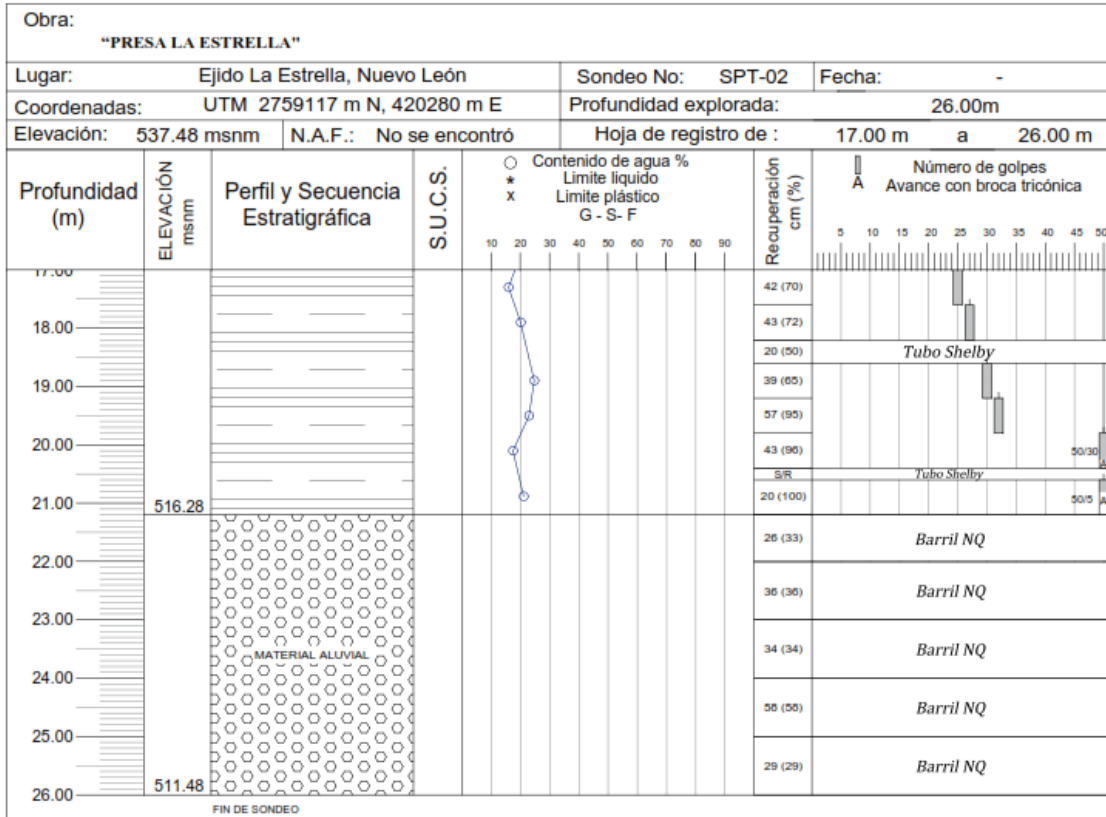 Obra:
“PRESA LA ESTRELLA"
Lugar: Ejido La Estrella, Nuevo León Sondeo No: SPT-02 Fecha: -
Coordenadas: UTM 2759117 m N, 420280 m E Profundidad explorada: 26.00m
Elevación: 537.48 msnm N.A.F.: No se encontró Hoja de registro de : 17.00 m a 26.00 m
Profundidad (m)
ELEVACIÓN msnm
Perfil y Secuencia Estratigráfica
S.U.C.S.
Contenido de agua %
* Limite liquido
x Limite plástico
G - S- F
10 20 30 40 50 60 70 80 90
Recuperación cm (%)
Número de golpes
A Avance con broca tricónica
5 10 15 20 25 30 35 40 45 50
17.00
42 (70)
18.00
43 (72)
20 (50) Tubo Shelby
19.00
39 (65)
57 (95)
20.00
43 (96) 50/30 A
S/R Tubo Shelby
20 (100) 50/5 A
21.00
516.28
26 (33) Barril NQ
22.00
36 (36) Barril NQ
23.00
MATERIAL ALUVIAL
34 (34) Barril NQ
24.00
58 (58) Barril NQ
25.00
29 (29) Barril NQ
511.48
26.00
FIN DE SONDEO